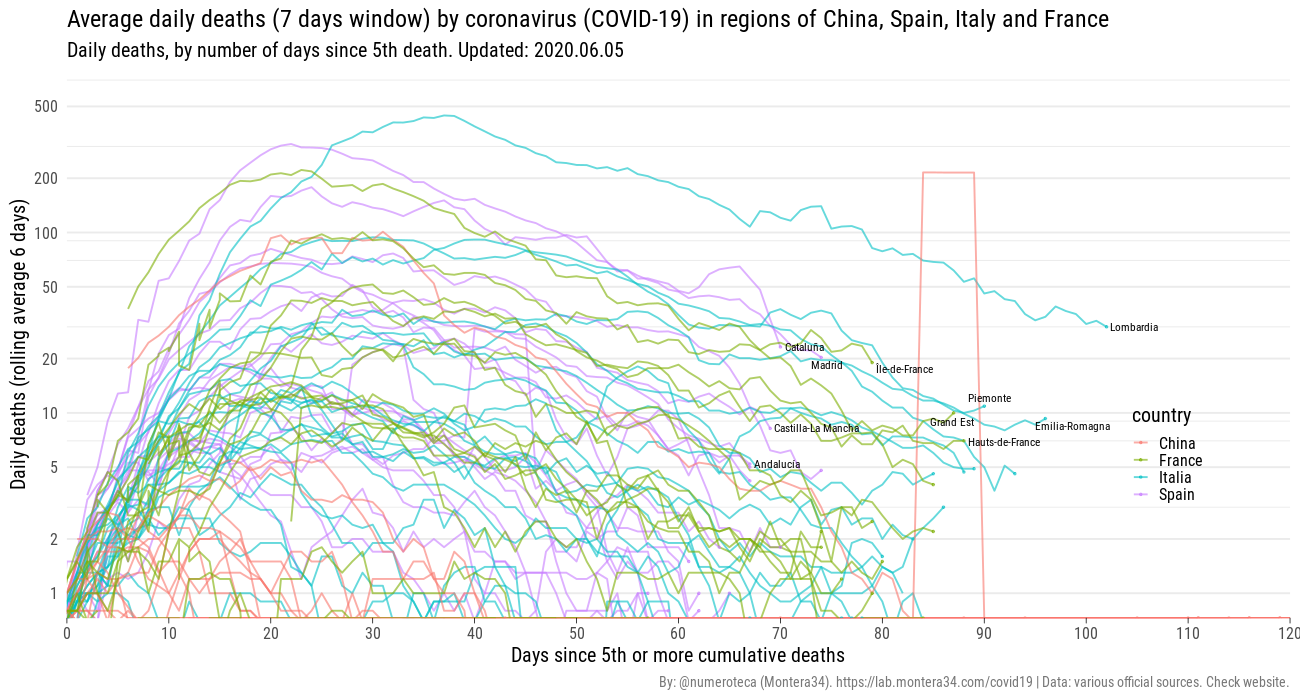 Average daily deaths (7 days window) by coronavirus (COVID-19) in regions of China, Spain, Italy and France
Daily deaths, by number of days since 5th death. Updated: 2020.06.05
Daily deaths (rolling average 6 days)
500
200
100
50
20
10
5
2
1
Lombardia
Cataluña
Madrid
Île-de-France
Piemonte
Grand Est
Emilia-Romagna
Castilla-La Mancha
Hauts-de-France
Andalucía
country
China
France
Italia
Spain
0 10 20 30 40 50 60 70 80 90 100 110 120
Days since 5th or more cumulative deaths
By: @numeroteca (Montera34). https://lab.montera34.com/covid19 | Data: various official sources. Check website.